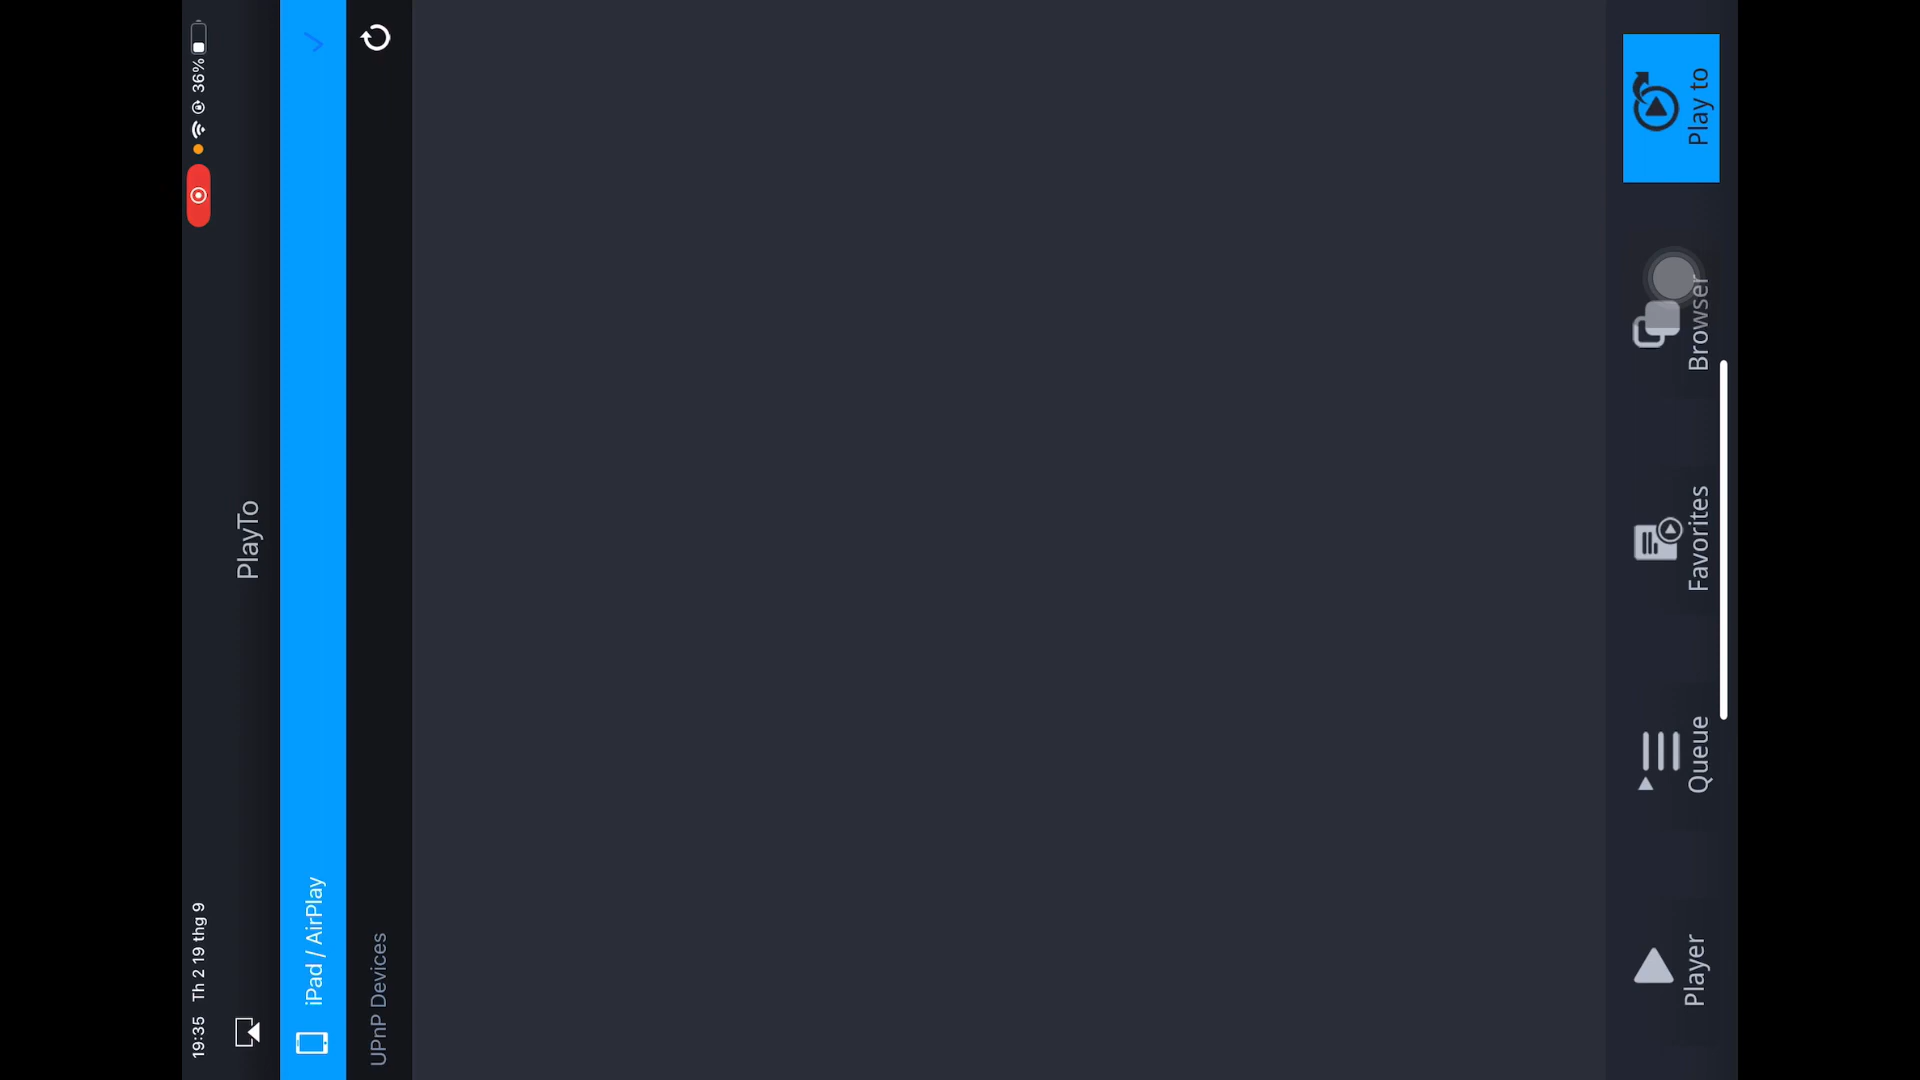 19:35 Th 2 19 thg 9
36%
PlayTo
iPad / AirPlay
UPnP Devices
Player
Queue
Favorites
Browser
Play to